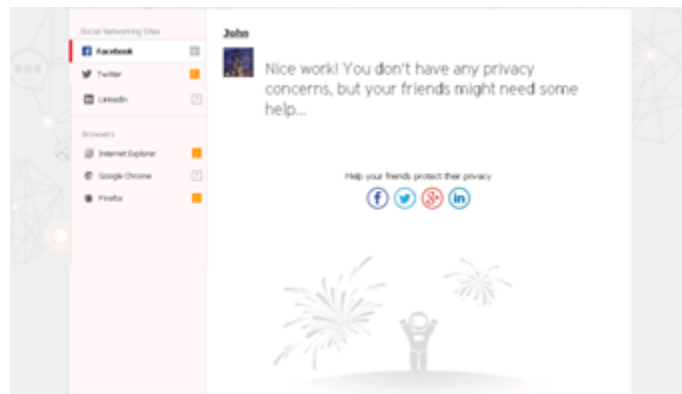 Social Networking Sites
Facebook
Twitter
LinkedIn
Browsers
Internet Explorer
Google Chrome
Firefox
John
Nice work! You don't have any privacy
concerns, but your friends might need some
help...
Help your friends protect their privacy